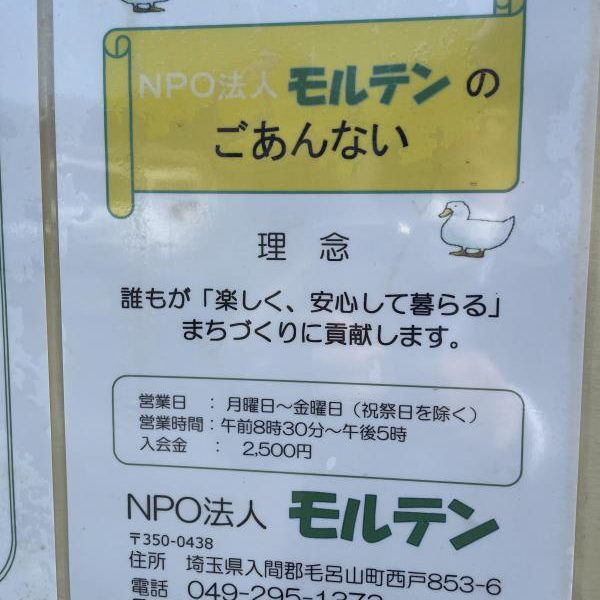 NPO法人 モルテンの
ごあんない
理 念
誰もが「楽しく、安心して暮らる」
まちづくりに貢献します。
営業日 : 月曜日～金曜日（祝祭日を除く）
営業時間：午前8時30分～午後5時
入会金 : 2,500円
NPO法人 モルテン
〒350-0438
住所 埼玉県入間郡毛呂山町西戸853-6
電話 049-295-1372